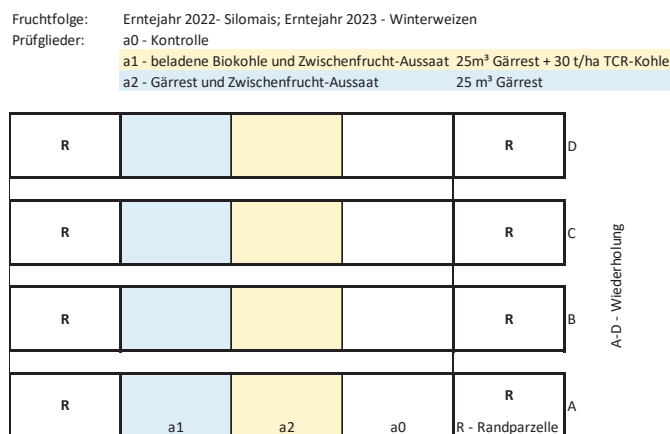 Fruchtfolge: Erntejahr 2022- Silomais; Erntejahr 2023 - Winterweizen
Prüfglieder: a0 - Kontrolle
a1 - beladene Biokohle und Zwischenfrucht-Aussaat 25m³ Gärrest + 30 t/ha TCR-Kohle
a2 - Gärrest und Zwischenfrucht-Aussaat 25 m³ Gärrest
R R D
R R C
R R B
R R A
a1 a2 a0 R - Randparzelle
A-D - Wiederholung